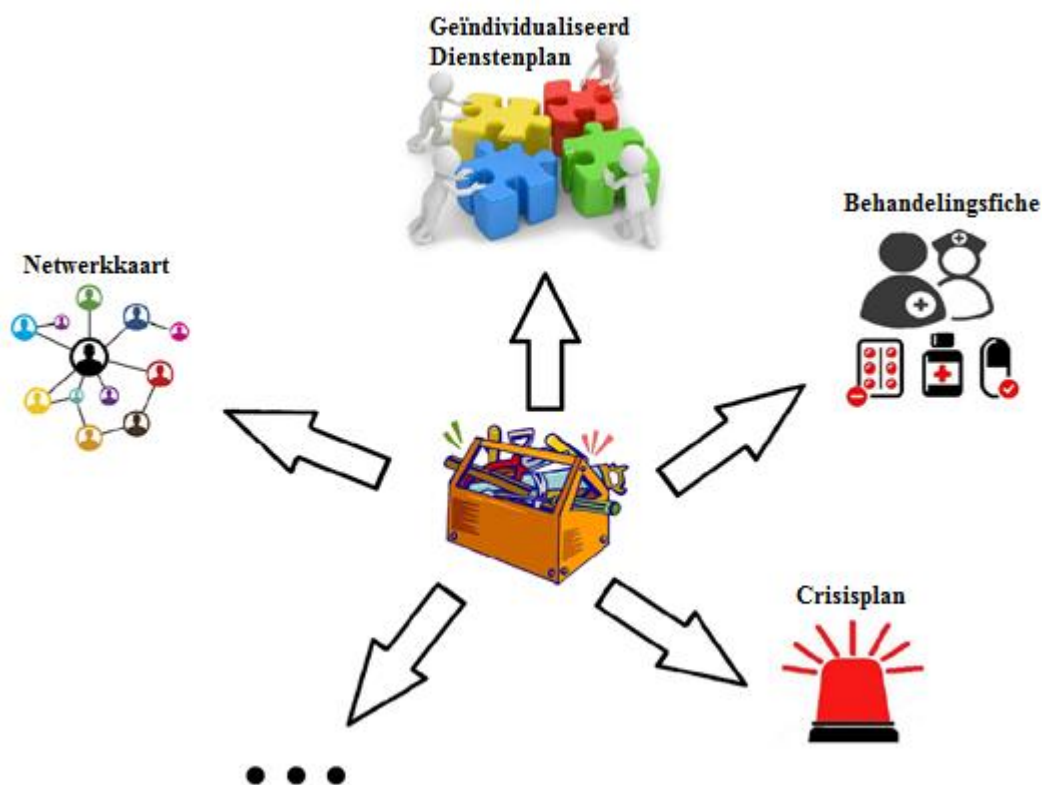 Geïndividualiseerd
Dienstenplan
Behandelingsfiche
Netwerkkaart
Crisisplan
• • •